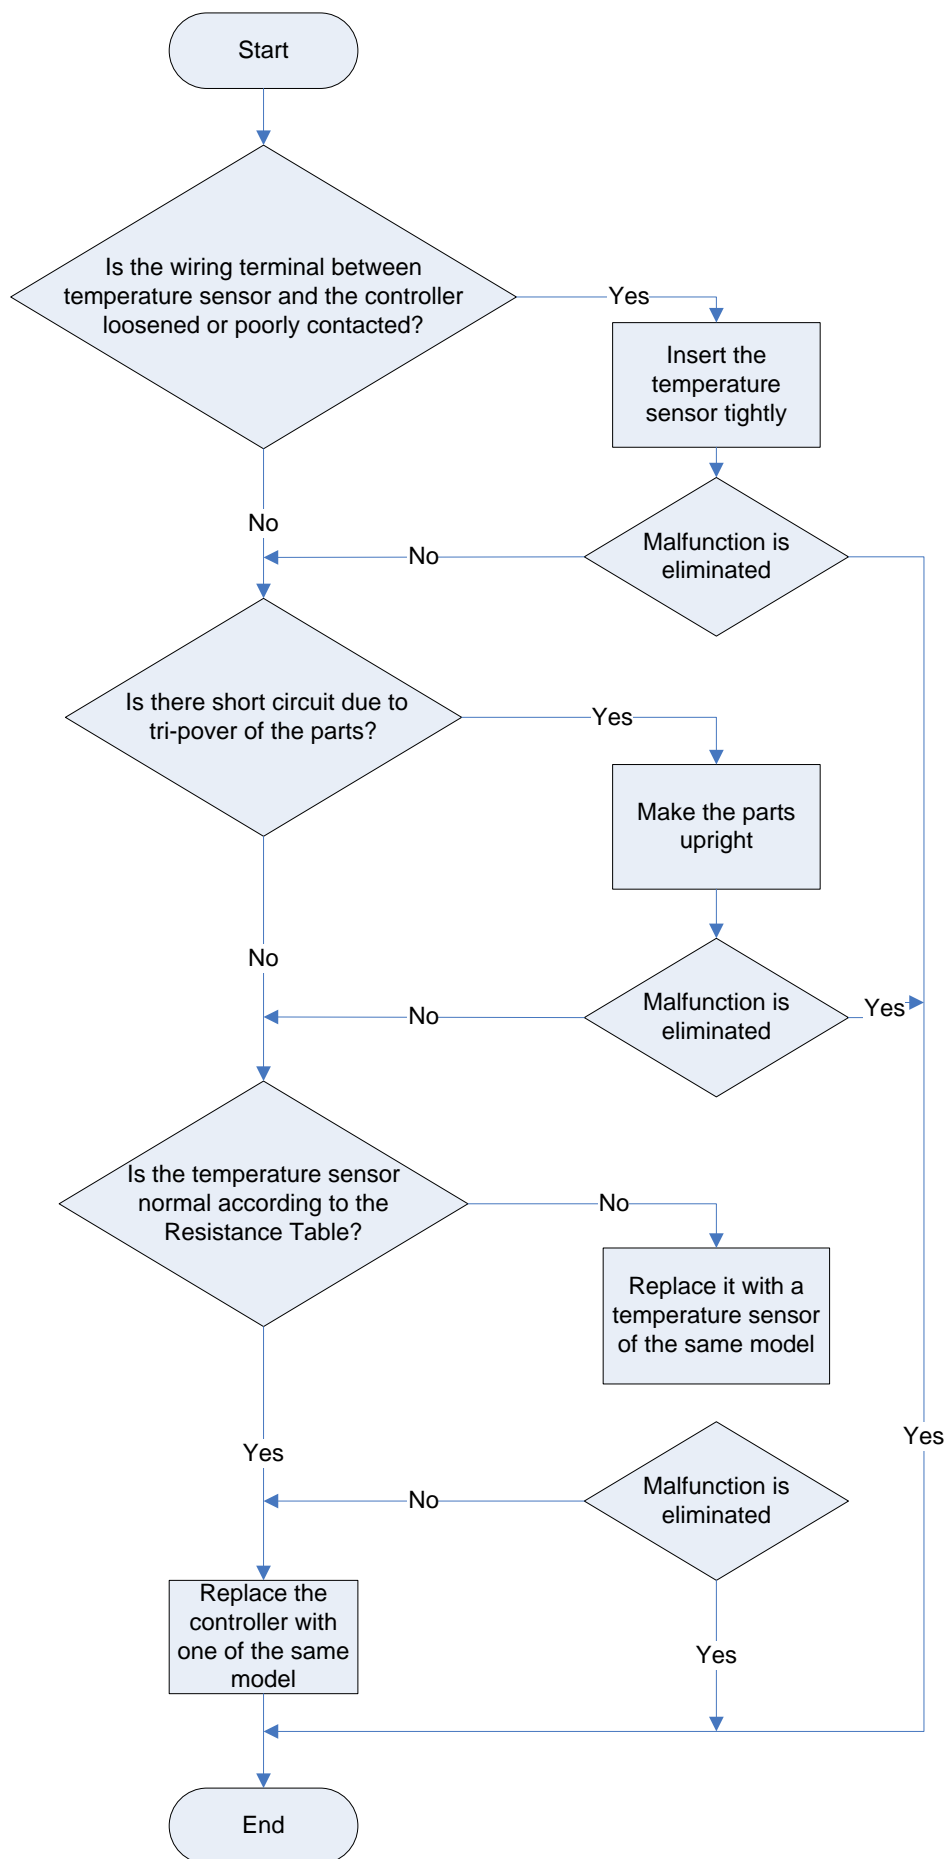 Start
Is the wiring terminal between
temperature sensor and the controller
loosened or poorly contacted?
Yes
Insert the
temperature
sensor tightly
No
Malfunction is
eliminated
No
Is there short circuit due to
tri-pover of the parts?
Yes
Make the parts
upright
No
Malfunction is
eliminated
No
Yes
Is the temperature sensor
normal according to the
Resistance Table?
No
Replace it with a
temperature sensor
of the same model
Yes
Yes
Malfunction is
eliminated
No
Replace the
controller with
one of the same
model
Yes
End